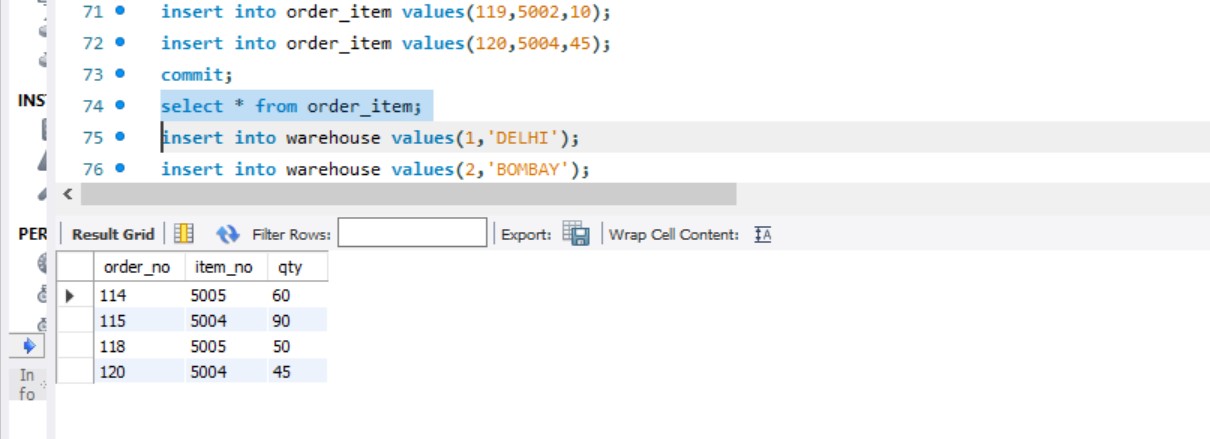 71 insert into order_item values(119,5002,10);
72 insert into order_item values(120,5004,45);
73 commit;
INS
74 select * from order_item;
75 insert into warehouse values(1,'DELHI');
76 insert into warehouse values(2,'BOMBAY');
PER
Result Grid Filter Rows: Export: Wrap Cell Content: IA
order_no item_no qty
114 5005 60
115 5004 90
118 5005 50
120 5004 45
In
fo